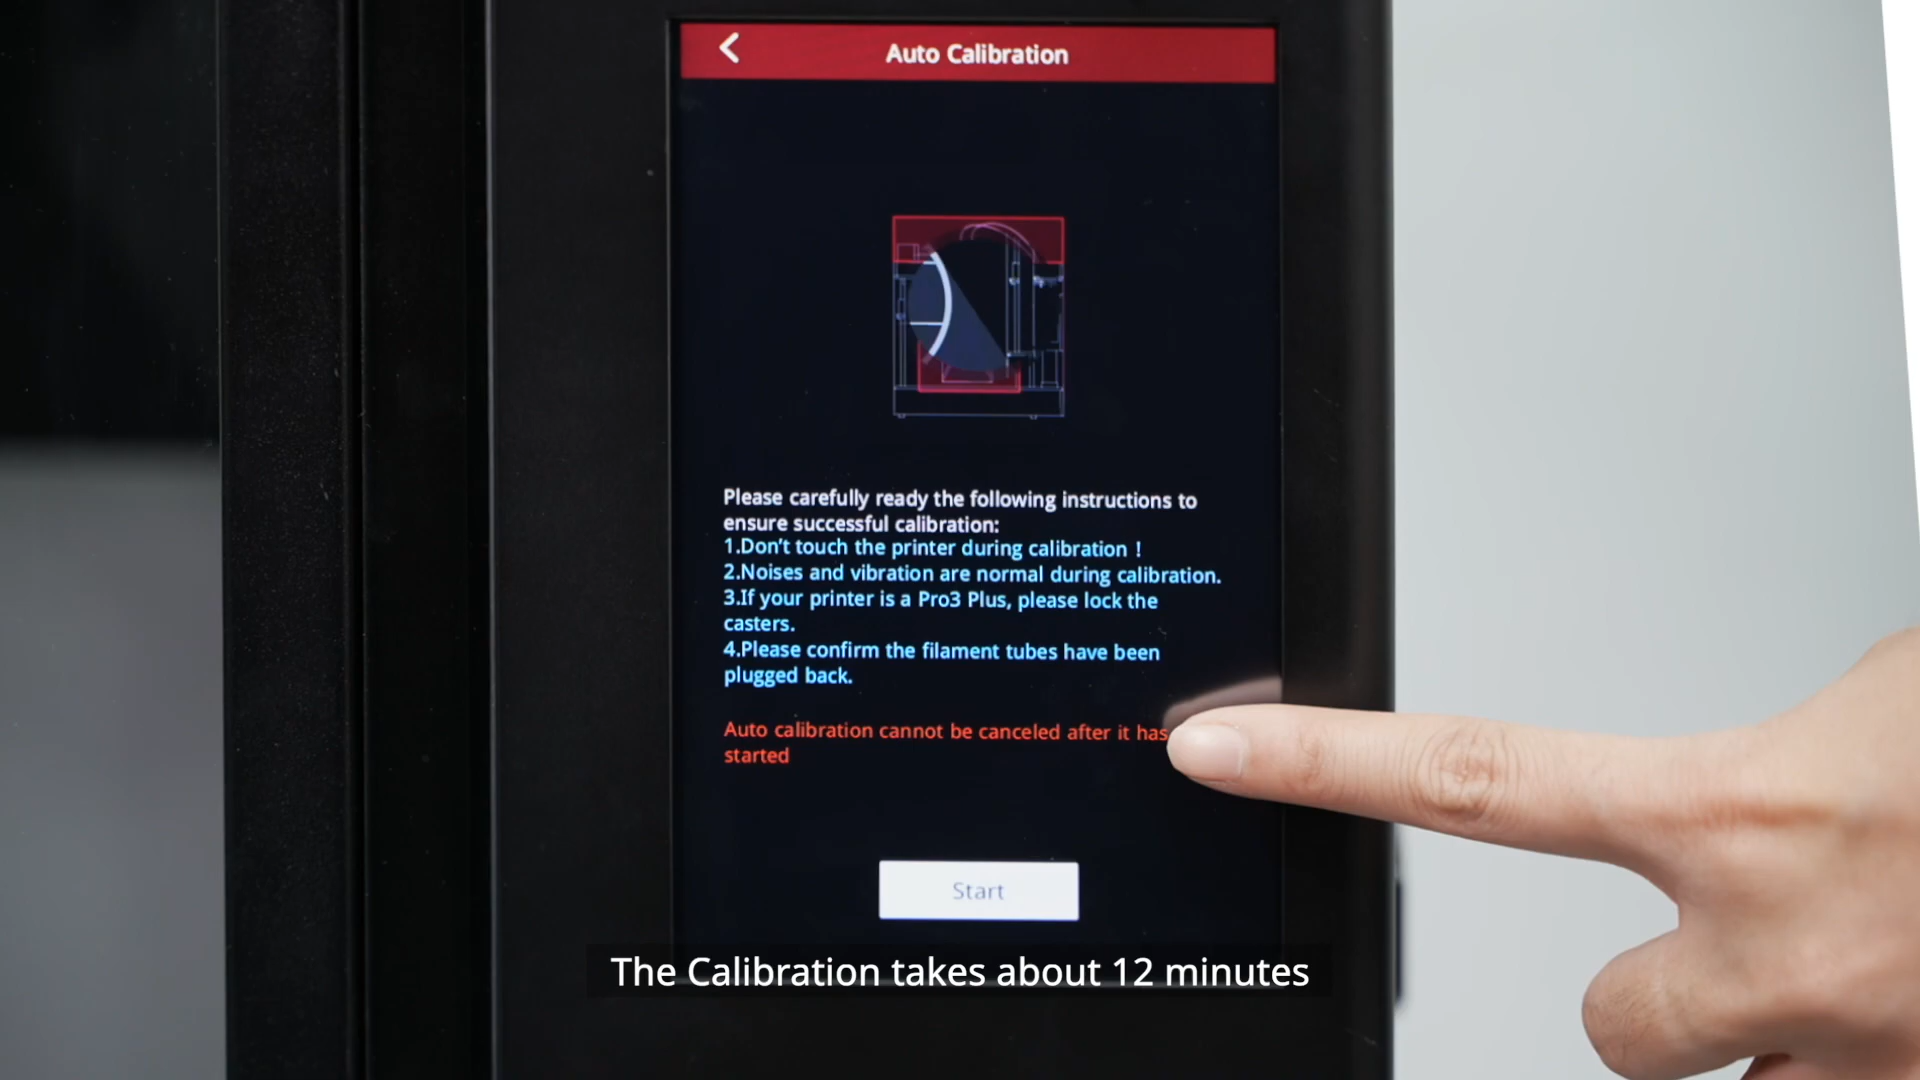 Auto Calibration
Please carefully ready the following instructions to
ensure successful calibration:
1.Don't touch the printer during calibration !
2.Noises and vibration are normal during calibration.
3.If your printer is a Pro3 Plus, please lock the
casters.
4.Please confirm the filament tubes have been
plugged back.
Auto calibration cannot be canceled after it has
started
Start
The Calibration takes about 12 minutes